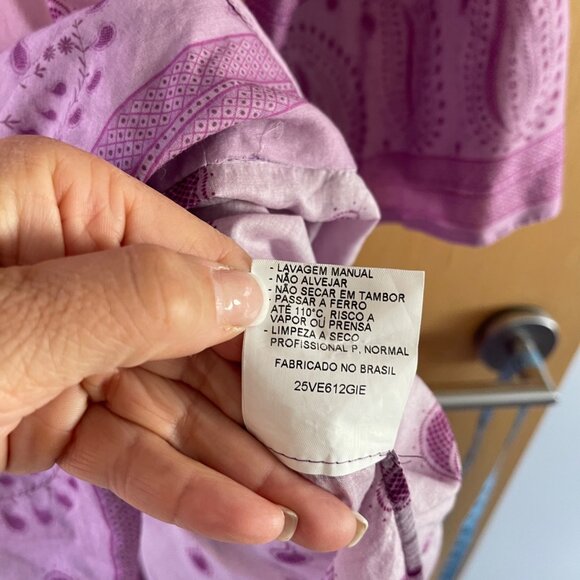 - LAVAGEM MANUAL
- NÃO ALVEJAR
- NÃO SECAR EM TAMBOR
- PASSAR A FERRO
ATÉ 110°C, RISCO A
VAPOR OU PRENSA
- LIMPEZA A SECO
PROFISSIONAL P, NORMAL
FABRICADO NO BRASIL
25VE612GIE